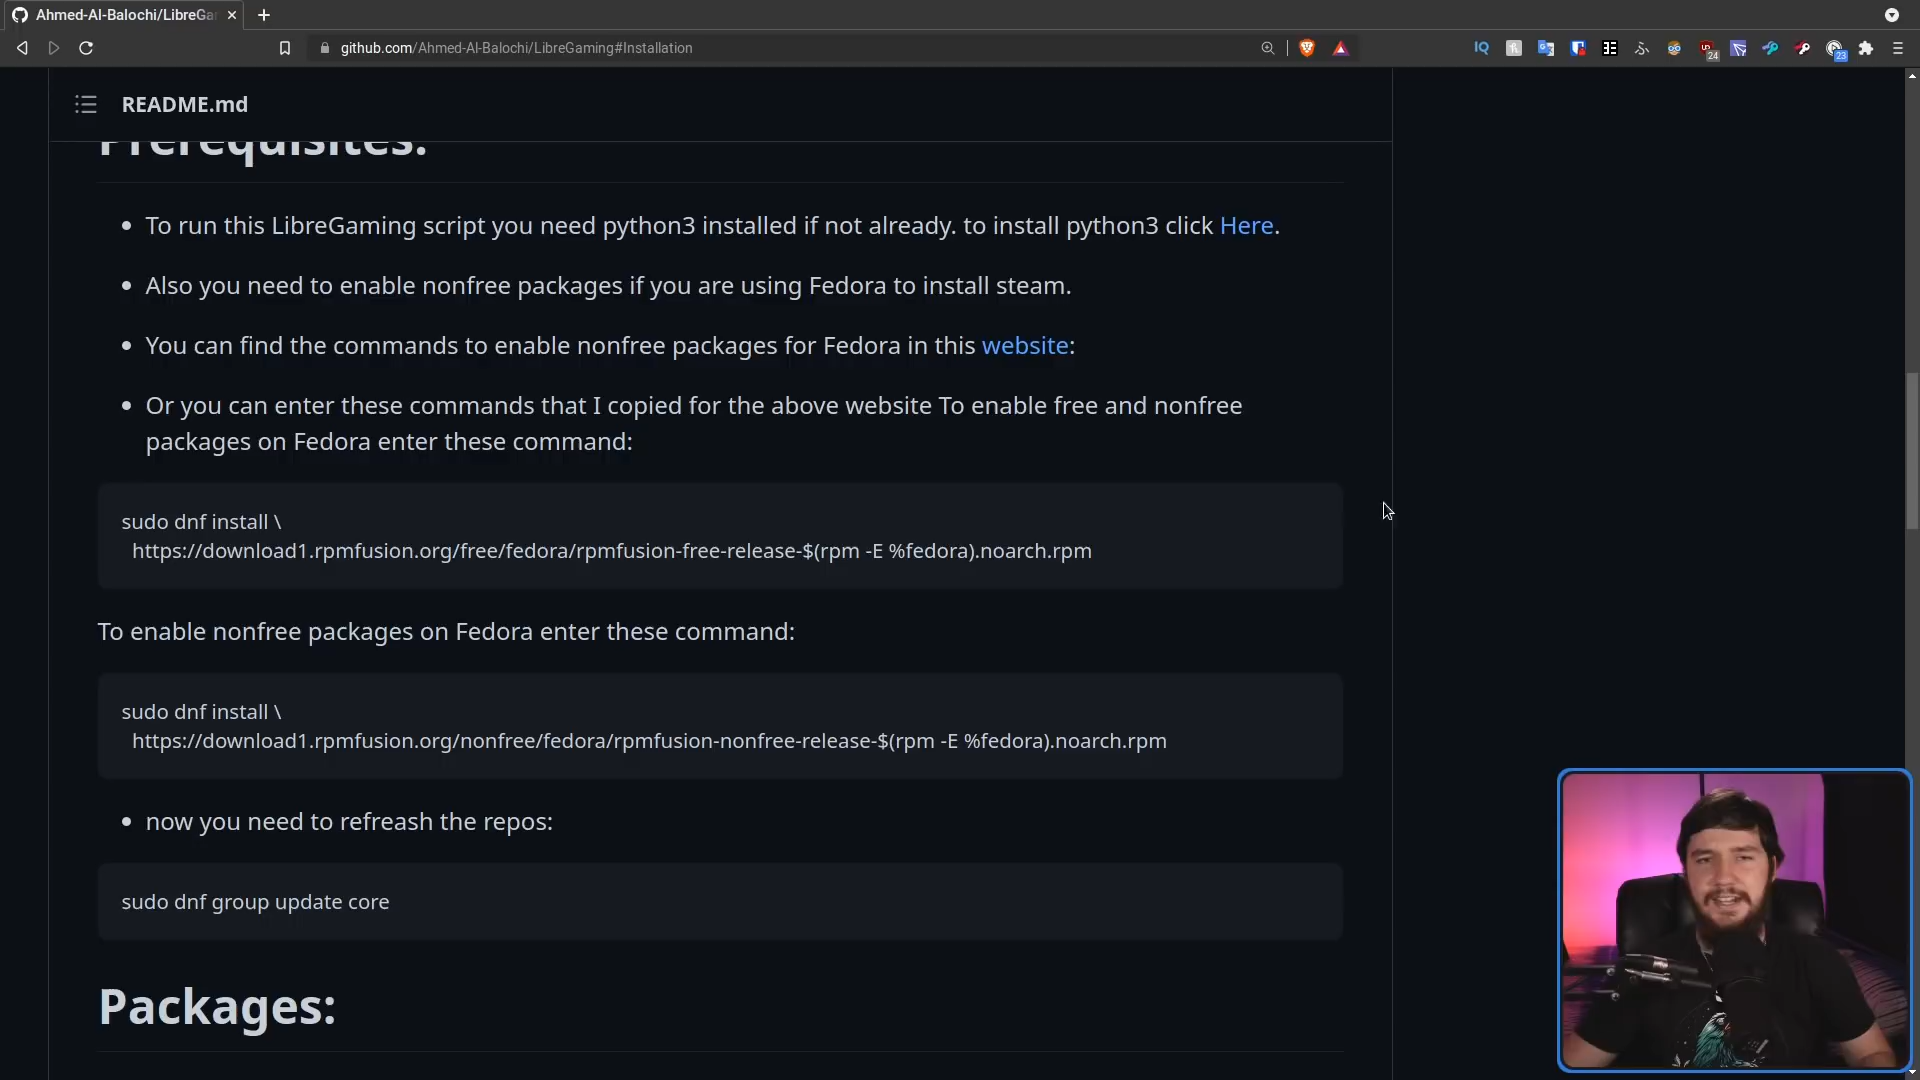 Ahmed-Al-Balochi/LibreGa
github.com/Ahmed-Al-Balochi/LibreGaming#Installation
IQ
24
23
README.md
Prerequisites:
• To run this LibreGaming script you need python3 installed if not already. to install python3 click Here.
• Also you need to enable nonfree packages if you are using Fedora to install steam.
• You can find the commands to enable nonfree packages for Fedora in this website:
• Or you can enter these commands that I copied for the above website To enable free and nonfree
packages on Fedora enter these command:
sudo dnf install \
https://download1.rpmfusion.org/free/fedora/rpmfusion-free-release-$(rpm -E %fedora).noarch.rpm
To enable nonfree packages on Fedora enter these command:
sudo dnf install \
https://download1.rpmfusion.org/nonfree/fedora/rpmfusion-nonfree-release-$(rpm -E %fedora).noarch.rpm
• now you need to refreash the repos:
sudo dnf group update core
Packages: